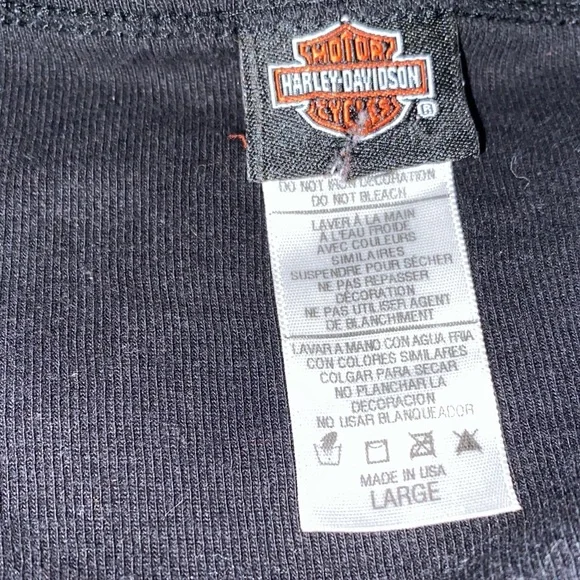 MOTOR
HARLEY-DAVIDSON
CYCLES
®
DO NOT IRON DECORATION
DO NOT BLEACH
LAVER À LA MAIN
À L'EAU FROIDE
AVEC COULEURS
SIMILAIRES
SUSPENDRE POUR SÉCHER
NE PAS REPASSER
DÉCORATION
NE PAS UTILISER AGENT
DE BLANCHIMENT
LAVAR A MANO CON AGUA FRIA
CON COLORES SIMILARES
COLGAR PARA SECAR
NO PLANCHAR LA
DECORACION
NO USAR BLANQUEADOR
MADE IN USA
LARGE